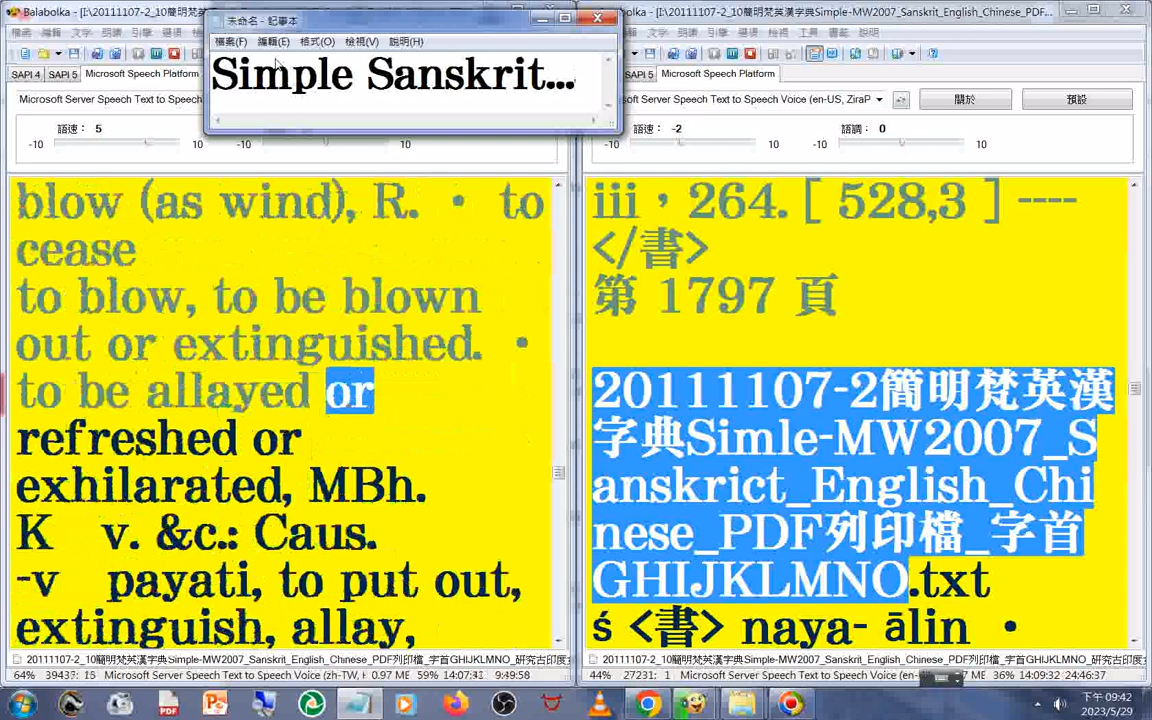 Balabolka - [I:\20111107-2_10簡明梵英漢
未命名 - 記事本
檔案(F) 編輯(E) 格式(O) 檢視(V) 說明(H)
Simple Sanskrit...
SAPI 4 SAPI 5 Microsoft Speech Platform
Microsoft Server Speech Text to Speech
語速： 5
-10 10 -10 10
blow (as wind), R. • to
cease
to blow, to be blown
out or extinguished. •
to be allayed or
refreshed or
exhilarated, MBh.
K v. &c.: Caus.
-v payati, to put out,
extinguish, allay,
20111107-2_10簡明梵英漢字典Simple-MW2007_Sanskrit_English_Chinese_PDF列印檔_字首GHIJKLMNO_研究古印度
64% 39437: 15 Microsoft Server Speech Text to Speech Voice (zh-TW, H 0.97 ME 59% 14:07:41 9:49:58
olka - [I:\20111107-2_10簡明梵英漢字典Simple-MW2007_Sanskrit_English_Chinese_PDF...
工具 書籤 說明
SAPI 5 Microsoft Speech Platform
ft Server Speech Text to Speech Voice (en-US, ZiraP 關於 預設
語速： -2 語調： 0
-10 10 -10 10
iii，264. [ 528,3 ] ----
</書>
第 1797 頁
20111107-2簡明梵英漢
字典Simle-MW2007_S
anskrict_English_Chi
nese_PDF列印檔_字首
GHIJKLMNO.txt
ś <書> naya- ālin •
20111107-2_10簡明梵英漢字典Simple-MW2007_Sanskrit_English_Chinese_PDF列印檔_字首GHIJKLMNO_研究古印度
44% 27231: 1 Microsoft Server Speech Text to Speech Voice (en-US 36% 14:09:32 24:46:37
下午 09:42
2023/5/29